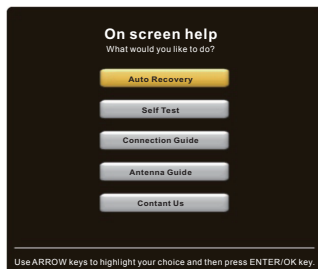 On screen help
What would you like to do?
Auto Recovery
Self Test
Connection Guide
Antenna Guide
Contant Us
Use ARROW keys to highlight your choice and then press ENTER/OK key.